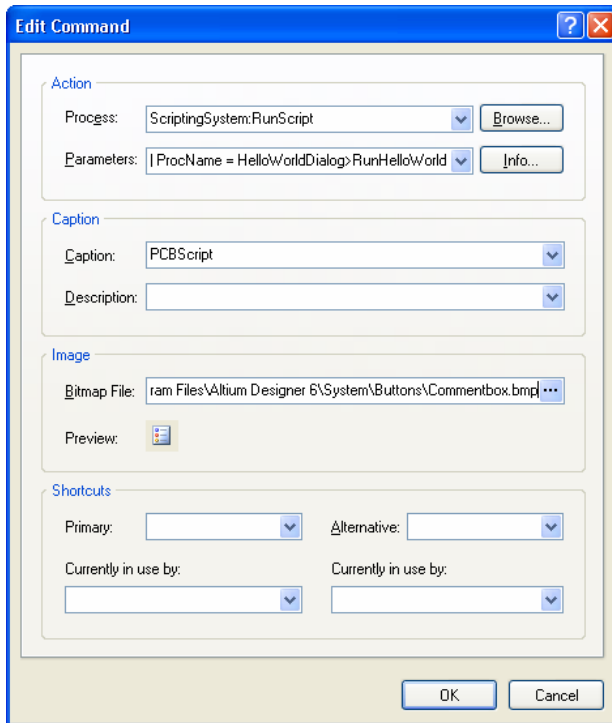 Edit Command
Action
Process: ScriptingSystem:RunScript Browse...
Parameters: | ProcName = HelloWorldDialog>RunHelloWorld Info...
Caption
Caption: PCBScript
Description:
Image
Bitmap File: ram Files\Altium Designer 6\System\Buttons\Commentbox.bmp ...
Preview:
Shortcuts
Primary: Alternative:
Currently in use by: Currently in use by:
OK Cancel